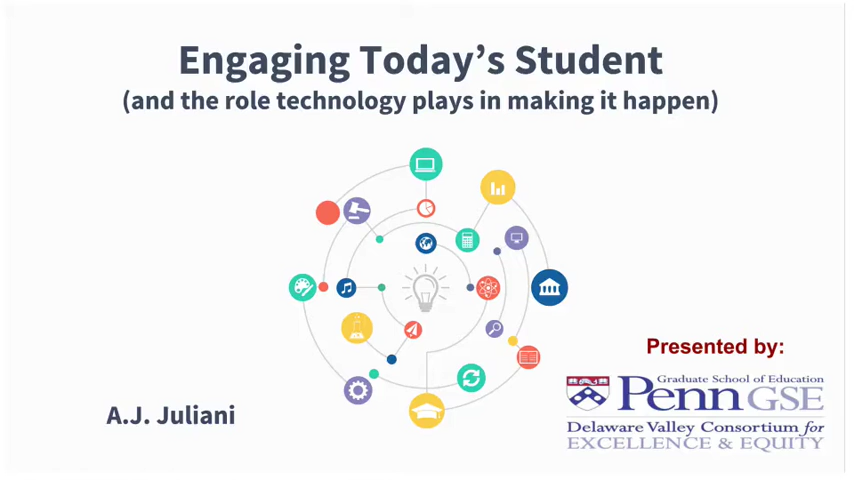 Engaging Today's Student
(and the role technology plays in making it happen)
Presented by:
Graduate School of Education
Penn GSE
Delaware Valley Consortium for
EXCELLENCE & EQUITY
A.J. Juliani